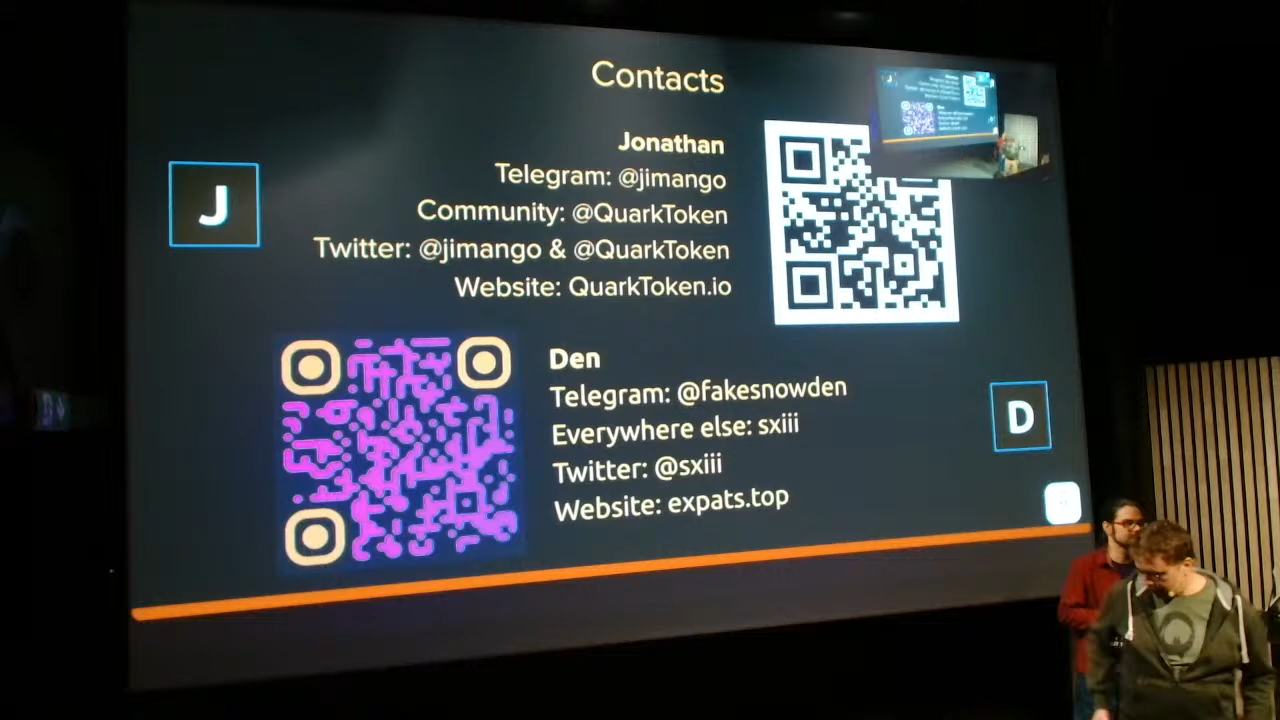 Contacts
Jonathan
Telegram: @jimango
Community: @QuarkToken
Twitter: @jimango & @QuarkToken
Website: QuarkToken.io
J
Den
Telegram: @fakesnowden
Everywhere else: sxiii
Twitter: @sxiii
Website: expats.top
D